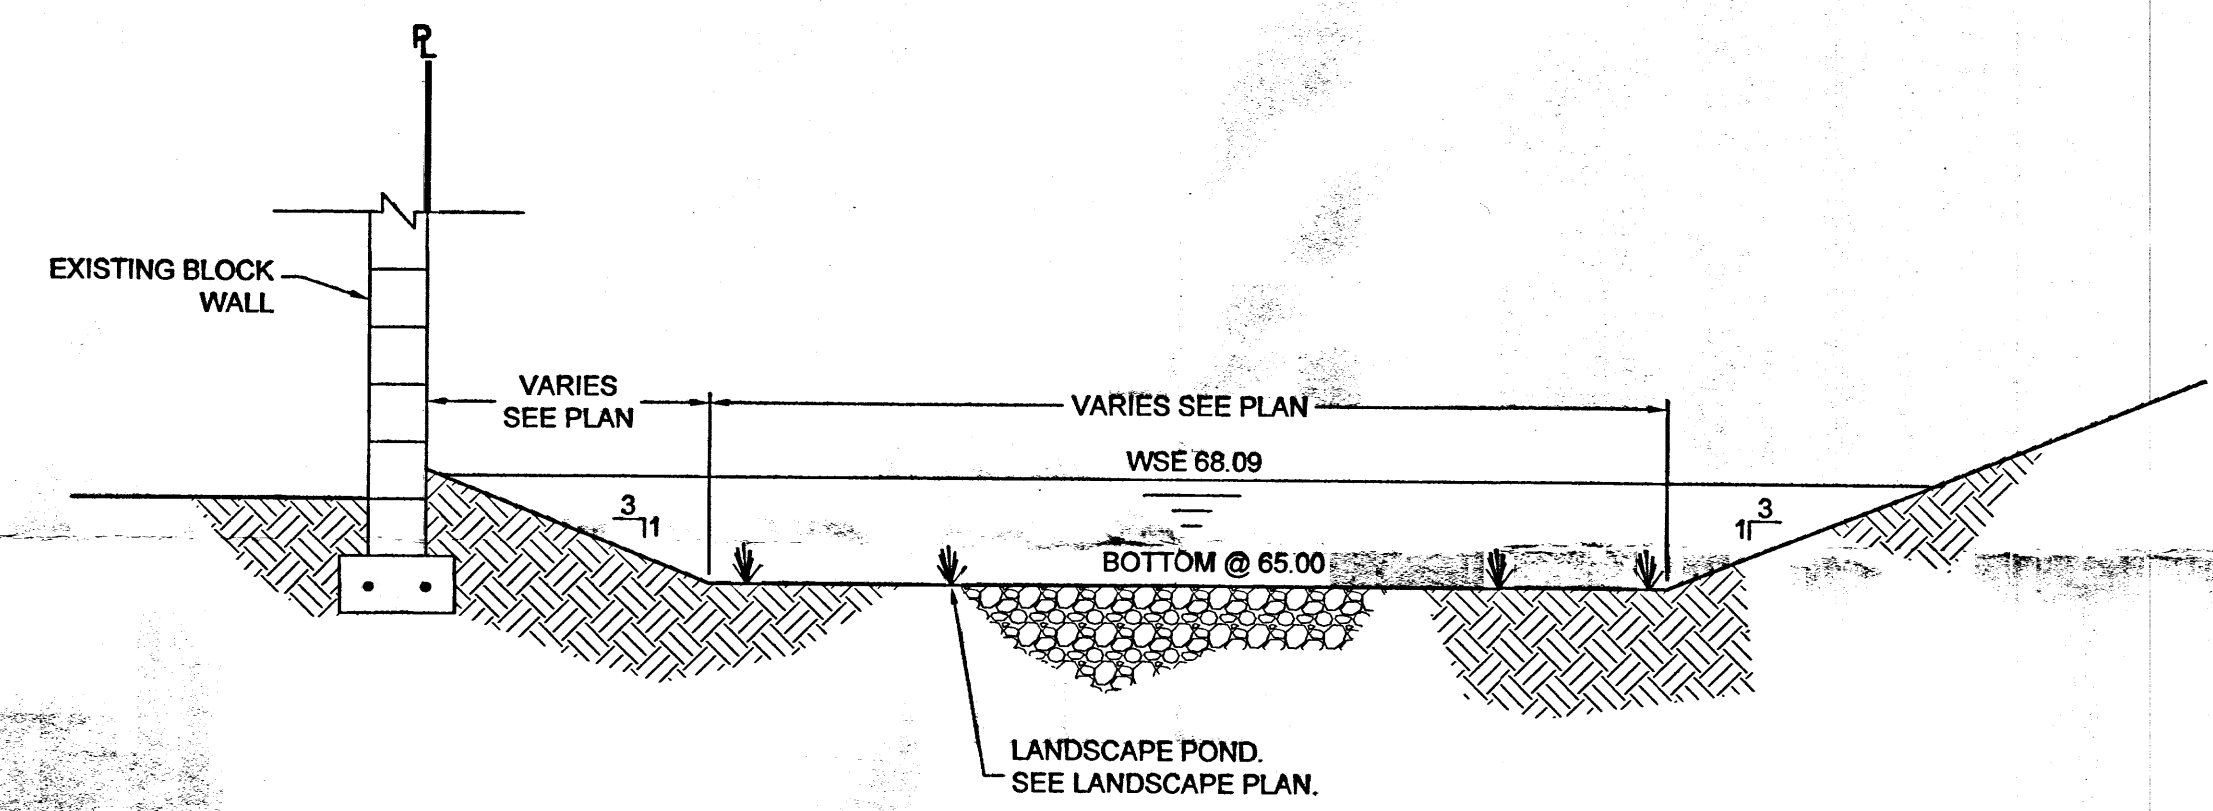 PL
EXISTING BLOCK
WALL
VARIES
SEE PLAN
VARIES SEE PLAN
WSE 68.09
3
1
3
1
BOTTOM @ 65.00
LANDSCAPE POND.
SEE LANDSCAPE PLAN.